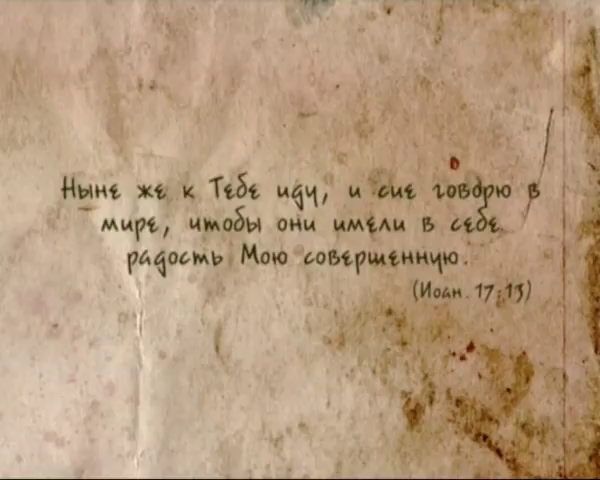 Ныне же к Тебе иду, и сие говорю в
мире, чтобы они имели в себе
радость Мою совершенную.
(Иоан. 17:13)